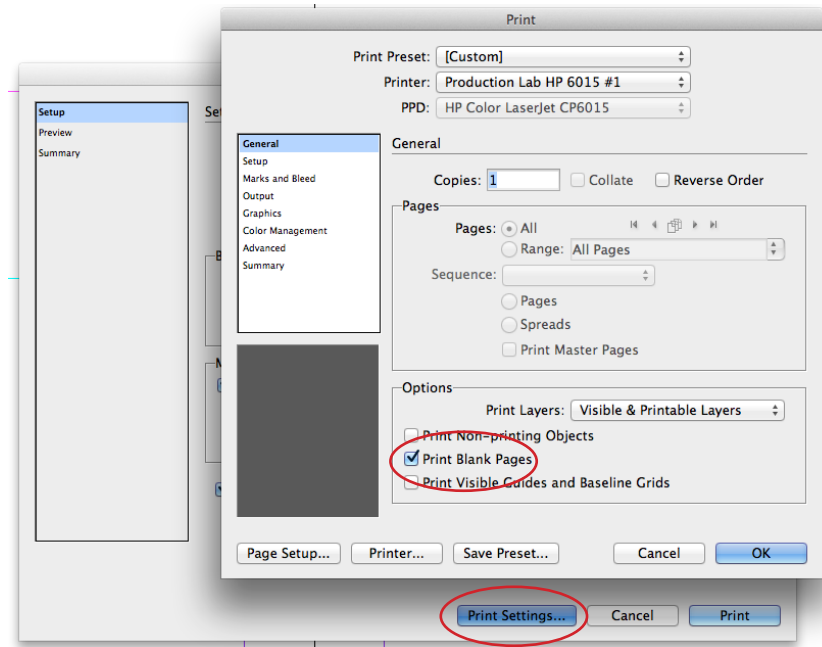 Print
Print Preset: [Custom]
Printer: Production Lab HP 6015 #1
PPD: HP Color LaserJet CP6015
Setup
Preview
Summary
Set
General
Setup
Marks and Bleed
Output
Graphics
Color Management
Advanced
Summary
General
Copies: 1 Collate Reverse Order
Pages
Pages: All
Range: All Pages
Sequence:
Pages
Spreads
Print Master Pages
Options
Print Layers: Visible & Printable Layers
Print Non-printing Objects
Print Blank Pages
Print Visible Guides and Baseline Grids
Page Setup... Printer... Save Preset... Cancel OK
Print Settings... Cancel Print